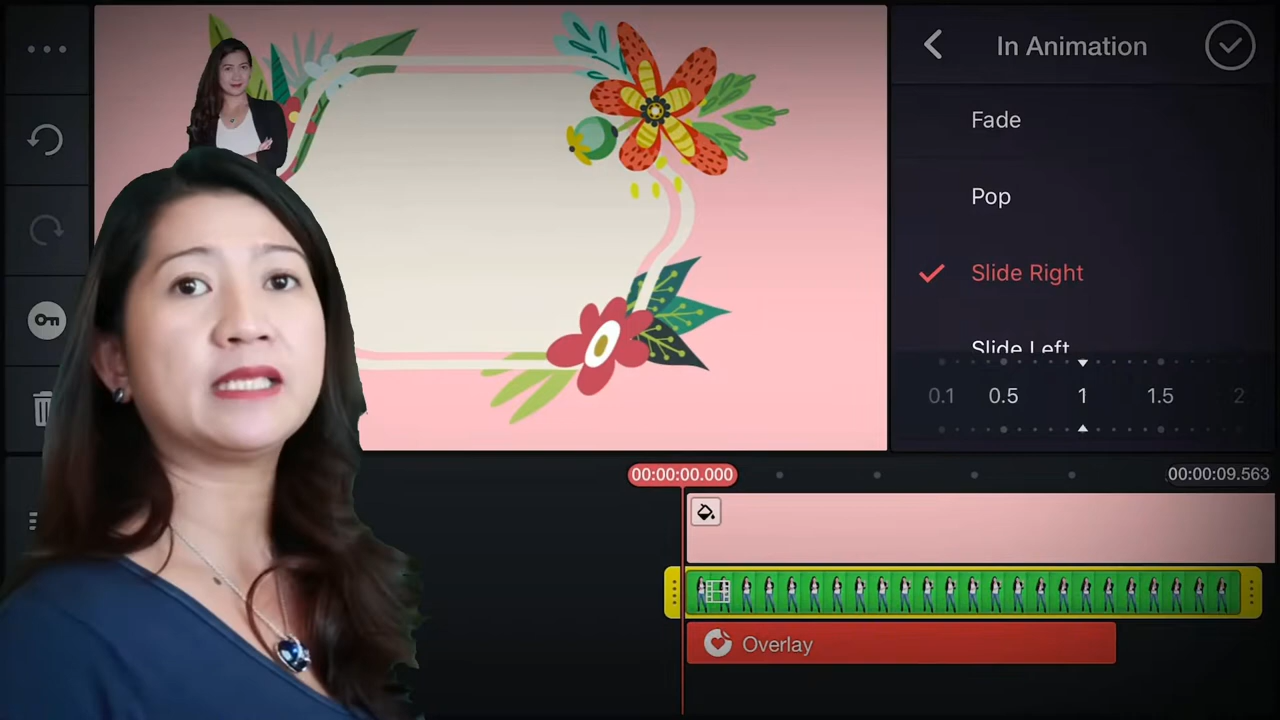 In Animation
Fade
Pop
Slide Right
Slide Left
0.1 0.5 1 1.5 2
00:00:00.000
00:00:09.563
Overlay